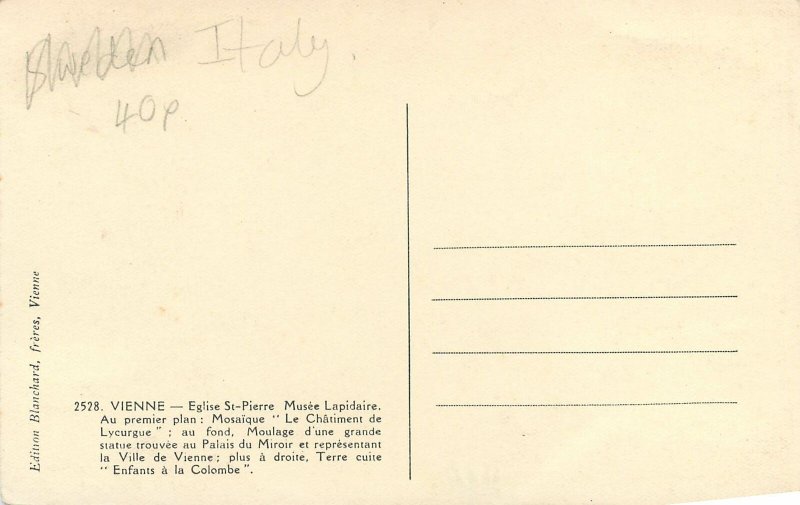 Sweden Italy.
40p
Edition Blanchard, frères, Vienne
2528. VIENNE — Eglise St-Pierre Musée Lapidaire.
Au premier plan : Mosaïque " Le Châtiment de
Lycurgue " ; au fond, Moulage d'une grande
statue trouvée au Palais du Miroir et représentant
la Ville de Vienne ; plus à droite, Terre cuite
" Enfants à la Colombe ".